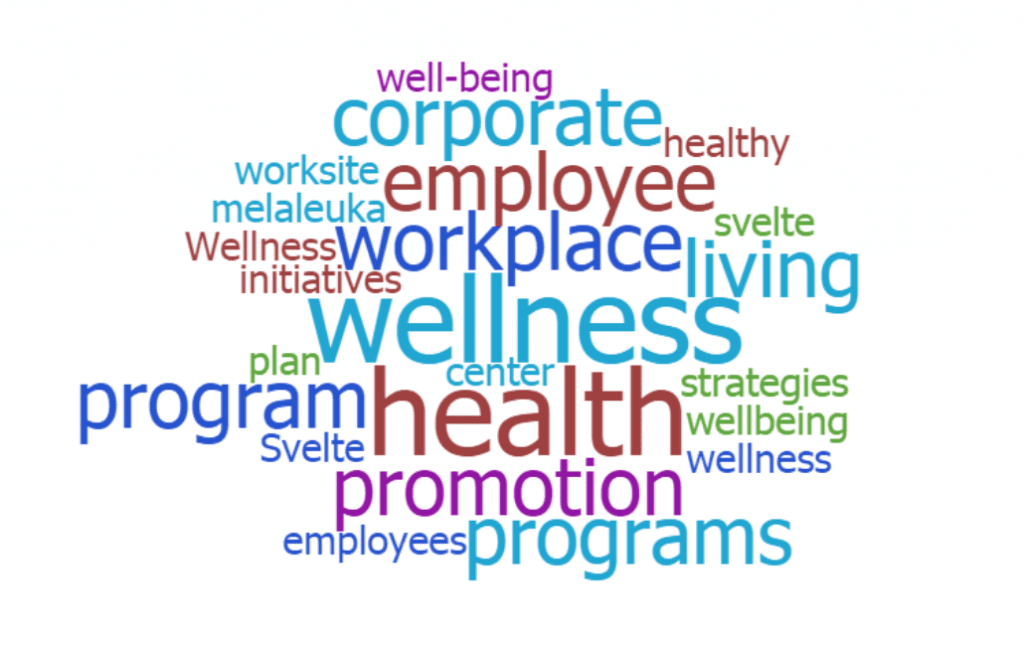 well-being
corporate
healthy
worksite
employee
melaleuka
svelte
Wellness
workplace
living
initiatives
wellness
plan
center
strategies
program
health
wellbeing
Svelte
wellness
promotion
employees
programs